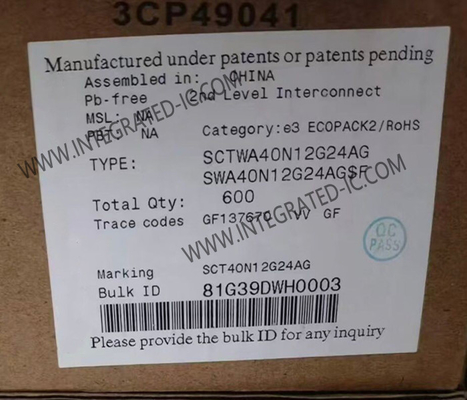 3CP49041
Manufactured under patents or patents pending
Assembled in: CHINA
Pb-free 2nd Level Interconnect
MSL: NA
PBT: NA Category:e3 ECOPACK2/RoHS
TYPE: SCTWA40N12G24AG
SWA40N12G24AG$F
Total Qty: 600
Trace codes GF137670 VV GF
QC
PASS
Marking SCT40N12G24AG
Bulk ID 81G39DWH0003
Please provide the bulk ID for any inquiry
WWW.INTEGRATED-IC.COM
WWW.INTEGRATED-IC.COM
WWW.INTEGRATED-IC.COM